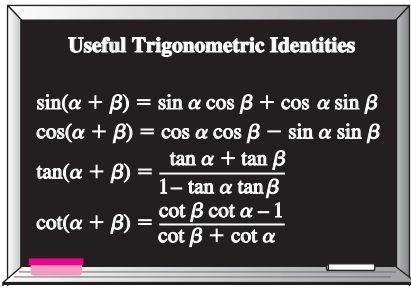 Useful Trigonometric Identities
sin(α + β) = sin α cos β + cos α sin β
cos(α + β) = cos α cos β − sin α sin β
tan(α + β) = (tan α + tan β) / (1 − tan α tan β)
cot(α + β) = (cot β cot α − 1) / (cot β + cot α)